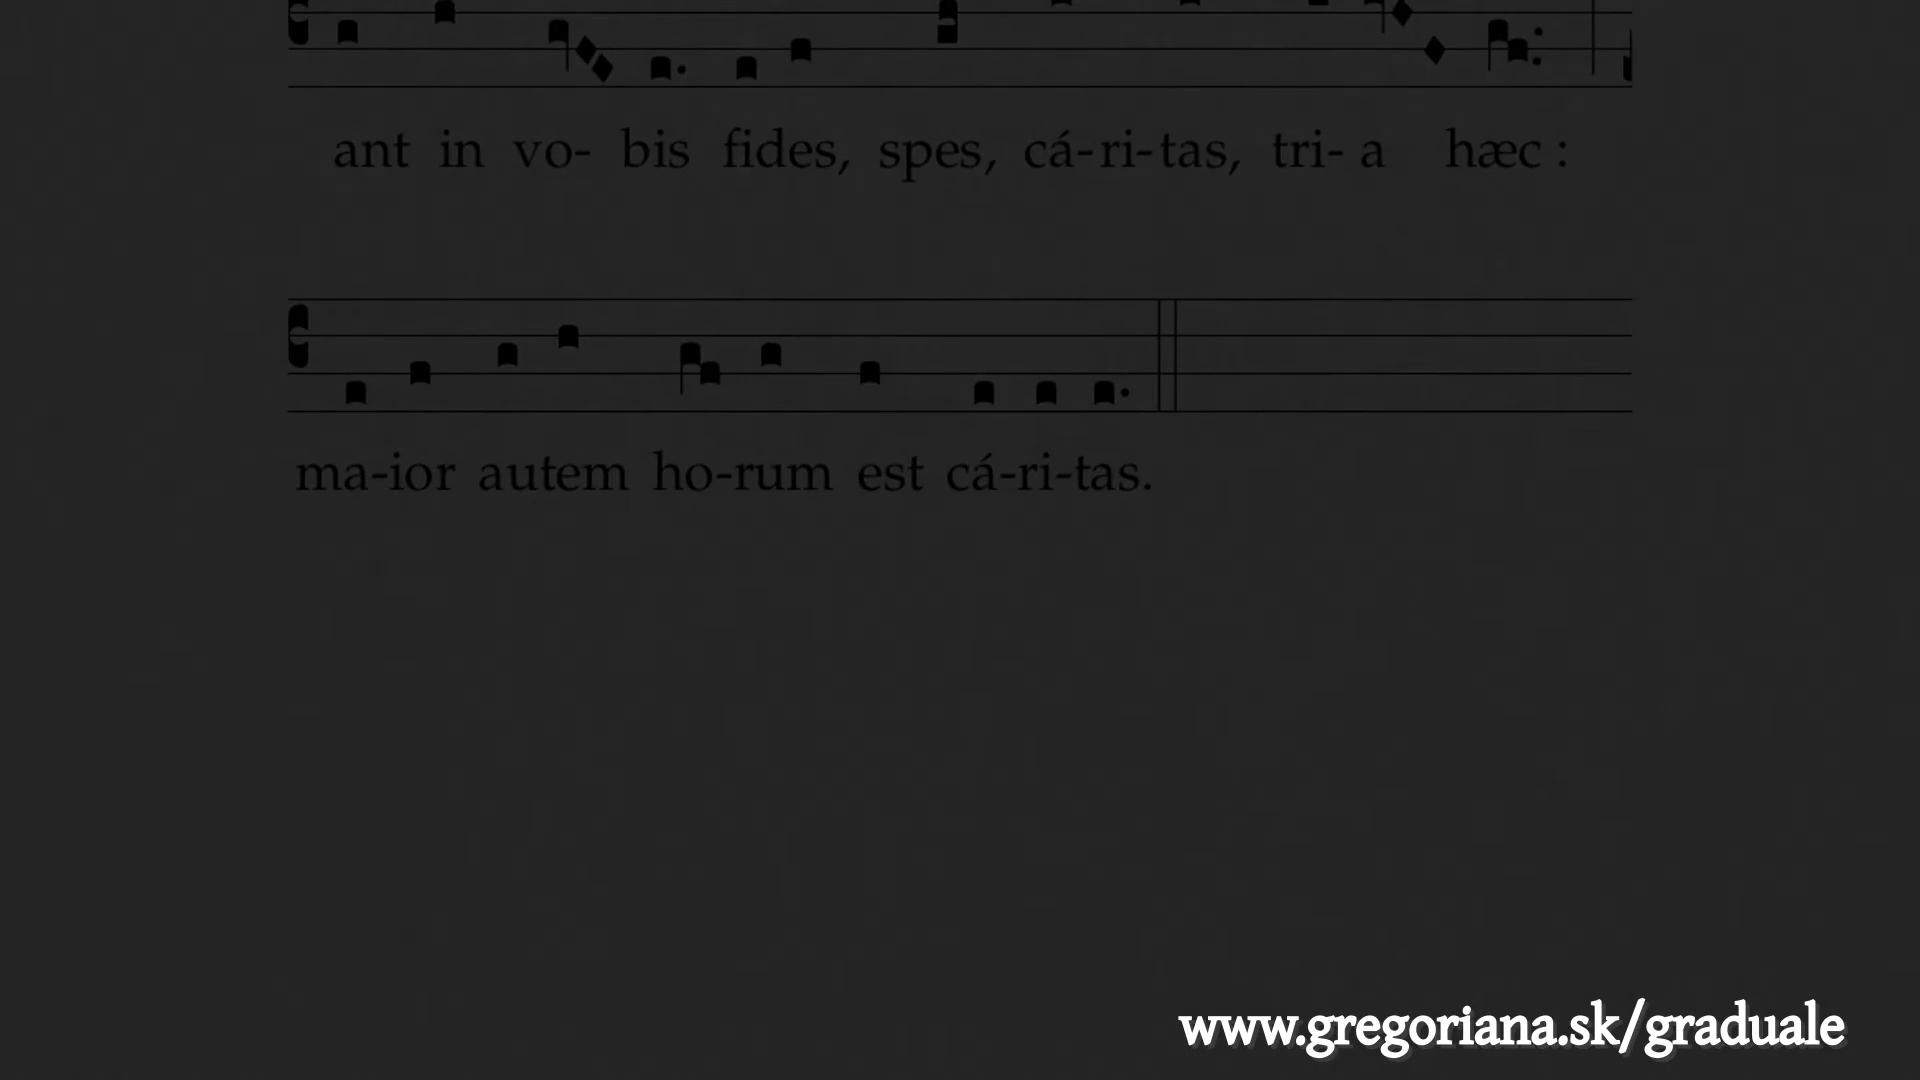 ant in vo- bis fides, spes, cá-ri-tas, tri- a hæc :
ma-ior autem ho-rum est cá-ri-tas.
www.gregoriana.sk/graduale